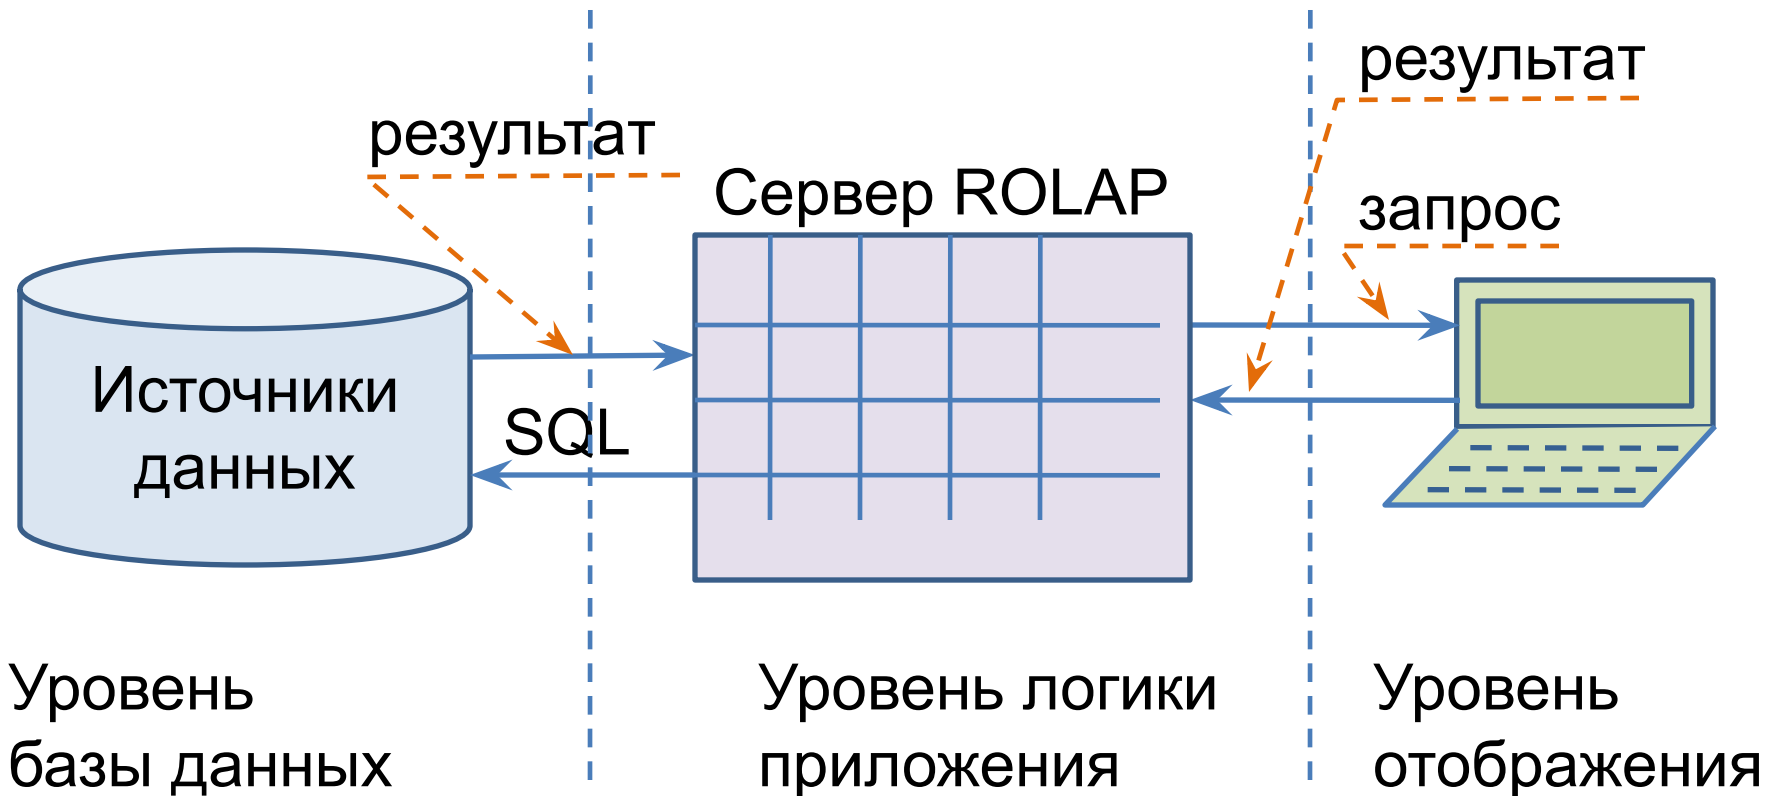 результат
результат
Сервер ROLAP
запрос
Источники
данных
SQL
Уровень
базы данных
Уровень логики
приложения
Уровень
отображения